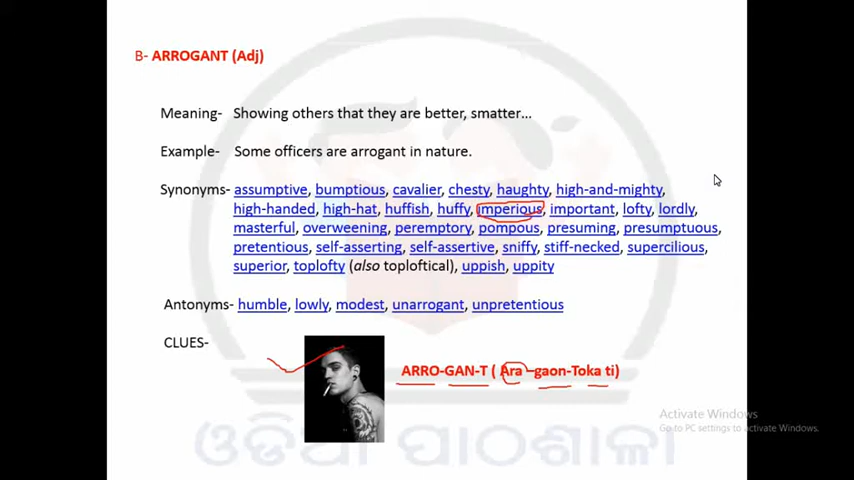 B- ARROGANT (Adj)
Meaning- Showing others that they are better, smatter...
Example- Some officers are arrogant in nature.
Synonyms- assumptive, bumptious, cavalier, chesty, haughty, high-and-mighty,
high-handed, high-hat, huffish, huffy, imperious, important, lofty, lordly,
masterful, overweening, peremptory, pompous, presuming, presumptuous,
pretentious, self-asserting, self-assertive, sniffy, stiff-necked, supercilious,
superior, toplofty (also toploftical), uppish, uppity
Antonyms- humble, lowly, modest, unarrogant, unpretentious
CLUES-
ARRO-GAN-T ( Ara -gaon-Toka ti)
Activate Windows
Go to PC settings to activate Windows.
ଓଡ଼ିଆ ପାଠଶାଳା